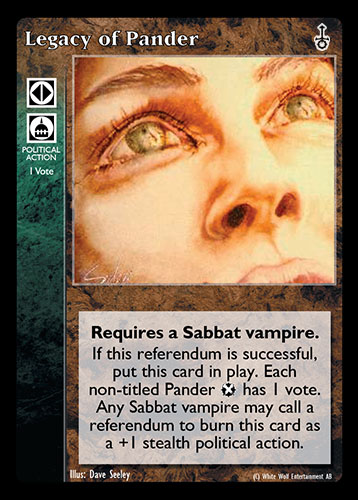 Legacy of Pander
POLITICAL
ACTION
1 Vote
Requires a Sabbat vampire.
If this referendum is successful,
put this card in play. Each
non-titled Pander has 1 vote.
Any Sabbat vampire may call a
referendum to burn this card as
a +1 stealth political action.
Illus: Dave Seeley
(C) White Wolf Entertainment AB